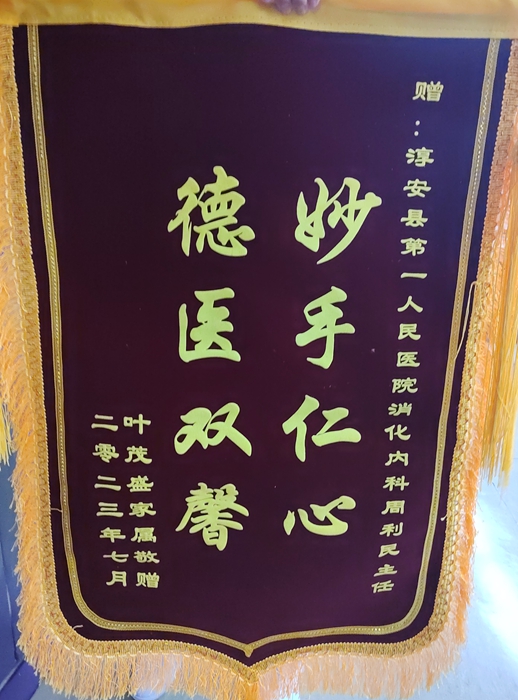 赠：淳安县第一人民医院消化内科周利民主任
妙手仁心
德医双馨
叶茂盛家属敬赠
二零二三年七月